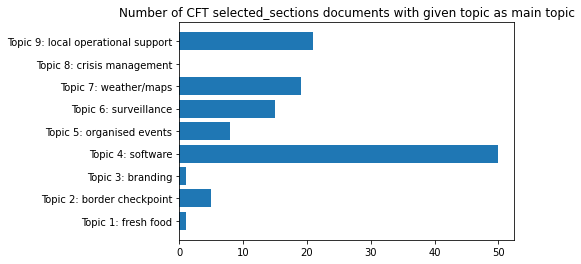 Number of CFT selected_sections documents with given topic as main topic
Topic 9: local operational support
Topic 8: crisis management
Topic 7: weather/maps
Topic 6: surveillance
Topic 5: organised events
Topic 4: software
Topic 3: branding
Topic 2: border checkpoint
Topic 1: fresh food
0 10 20 30 40 50